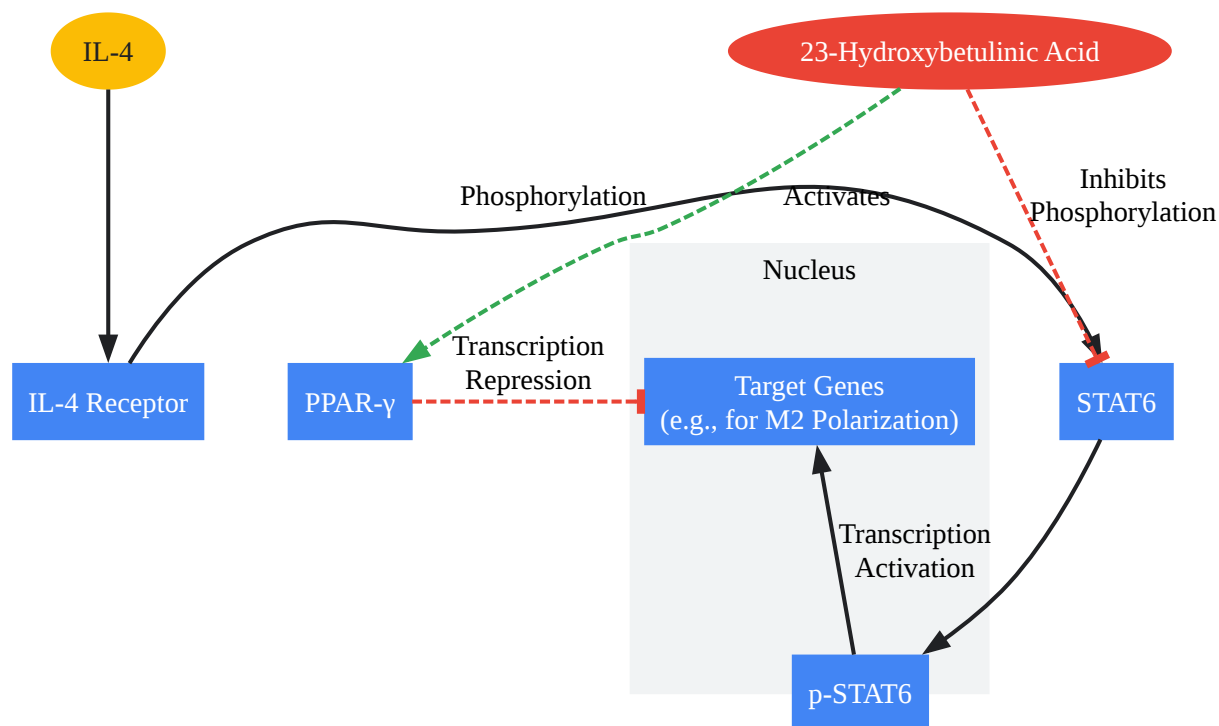 IL-4
23-Hydroxybetulinic Acid
Phosphorylation
Activates
Inhibits
Phosphorylation
Nucleus
IL-4 Receptor
PPAR-γ
Transcription
Repression
Target Genes
(e.g., for M2 Polarization)
STAT6
Transcription
Activation
p-STAT6